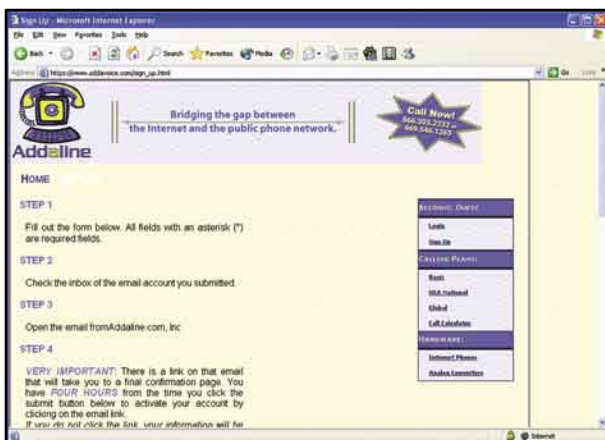 Sign Up - Microsoft Internet Explorer
File Edit View Favorites Tools Help
Back Search Favorites Media
Address https://www.addavoice.com/sign_up.html Go Links
Addaline
Bridging the gap between
the Internet and the public phone network.
Call Now!
HOME
STEP 1
Fill out the form below. All fields with an asterisk (*)
are required fields.
STEP 2
Check the inbox of the email account you submitted.
STEP 3
Open the email fromAddaline.com, Inc
STEP 4
VERY IMPORTANT: There is a link on that email
that will take you to a final confirmation page. You
have FOUR HOURS from the time you click the
submit button below to activate your account by
clicking on the email link.
If you do not click the link, your information will be
Login
Sign Up
CALLING PLANS:
Basic
USA National
Global
Call Calculator
HARDWARE:
Internet Phones
Analog Converters
Internet